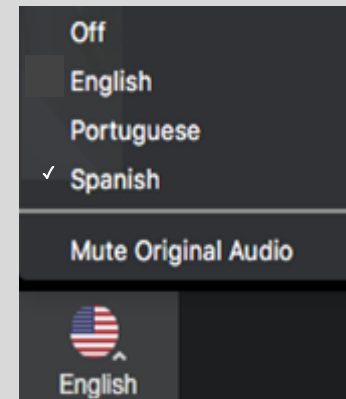 Off
English
Portuguese
Spanish
Mute Original Audio
English